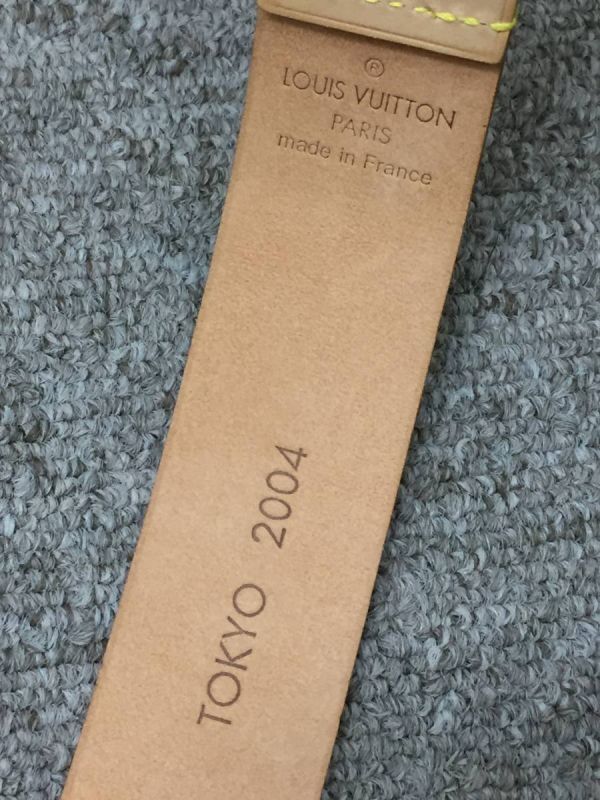 ®
LOUIS VUITTON
PARIS
made in France
TOKYO 2004